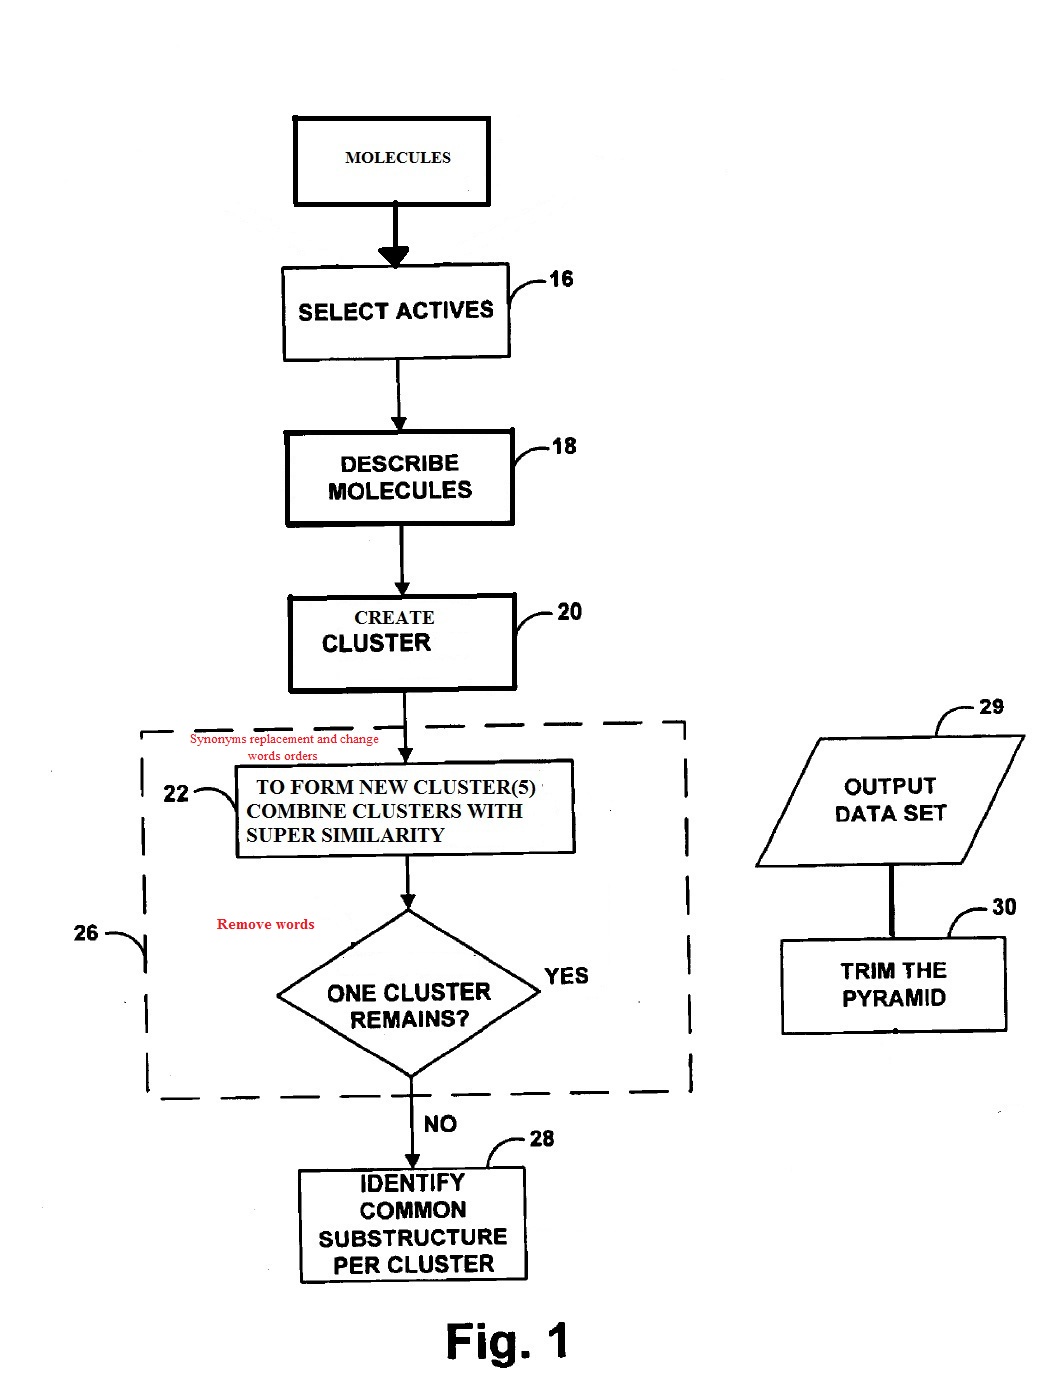 MOLECULES
16
SELECT ACTIVES
18
DESCRIBE
MOLECULES
20
CREATE
CLUSTER
Synonyms replacement and change
words orders
22
TO FORM NEW CLUSTER(5)
COMBINE CLUSTERS WITH
SUPER SIMILARITY
26
Remove words
ONE CLUSTER
REMAINS?
YES
NO
28
IDENTIFY
COMMON
SUBSTRUCTURE
PER CLUSTER
29
OUTPUT
DATA SET
30
TRIM THE
PYRAMID
Fig. 1